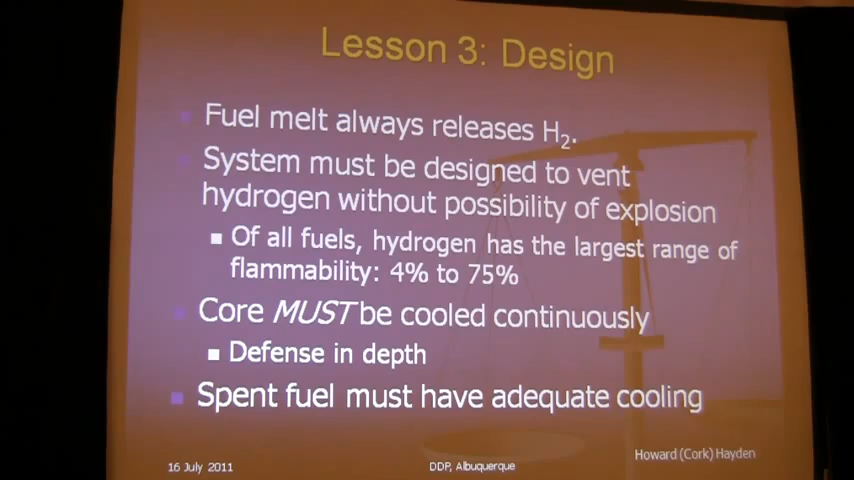 Lesson 3: Design
Fuel melt always releases H₂.
System must be designed to vent
hydrogen without possibility of explosion
Of all fuels, hydrogen has the largest range of
flammability: 4% to 75%
Core MUST be cooled continuously
Defense in depth
Spent fuel must have adequate cooling
16 July 2011
DDP, Albuquerque
Howard (Cork) Hayden